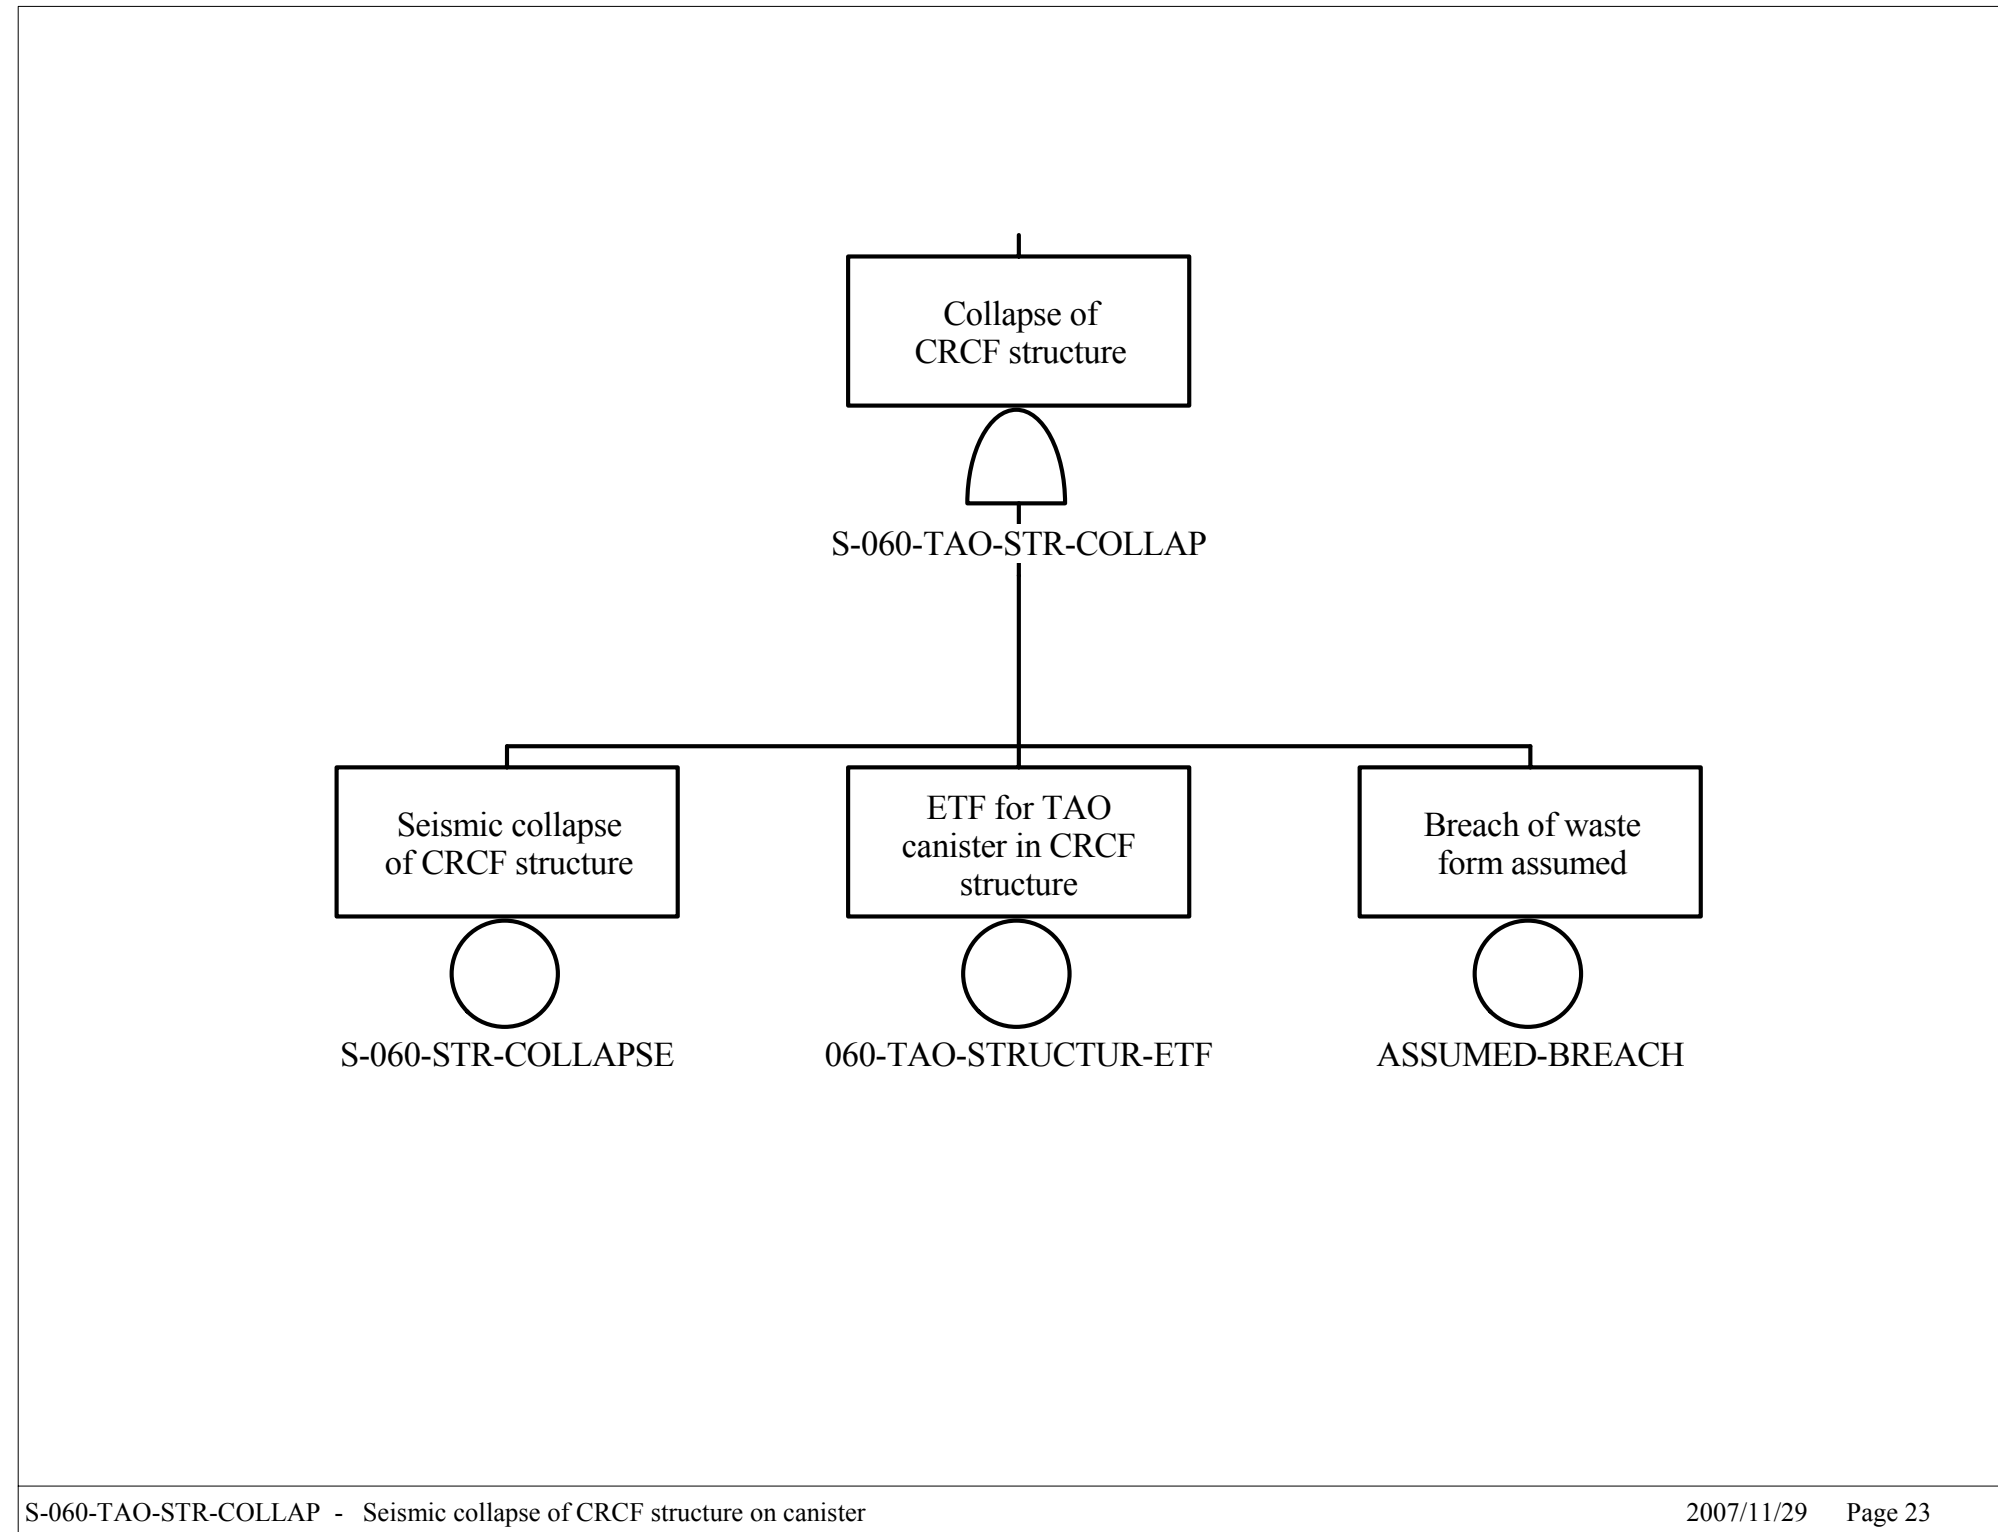 Collapse of
CRCF structure
S-060-TAO-STR-COLLAP
Seismic collapse
of CRCF structure
S-060-STR-COLLAPSE
ETF for TAO
canister in CRCF
structure
060-TAO-STRUCTUR-ETF
Breach of waste
form assumed
ASSUMED-BREACH
S-060-TAO-STR-COLLAP - Seismic collapse of CRCF structure on canister
2007/11/29 Page 23